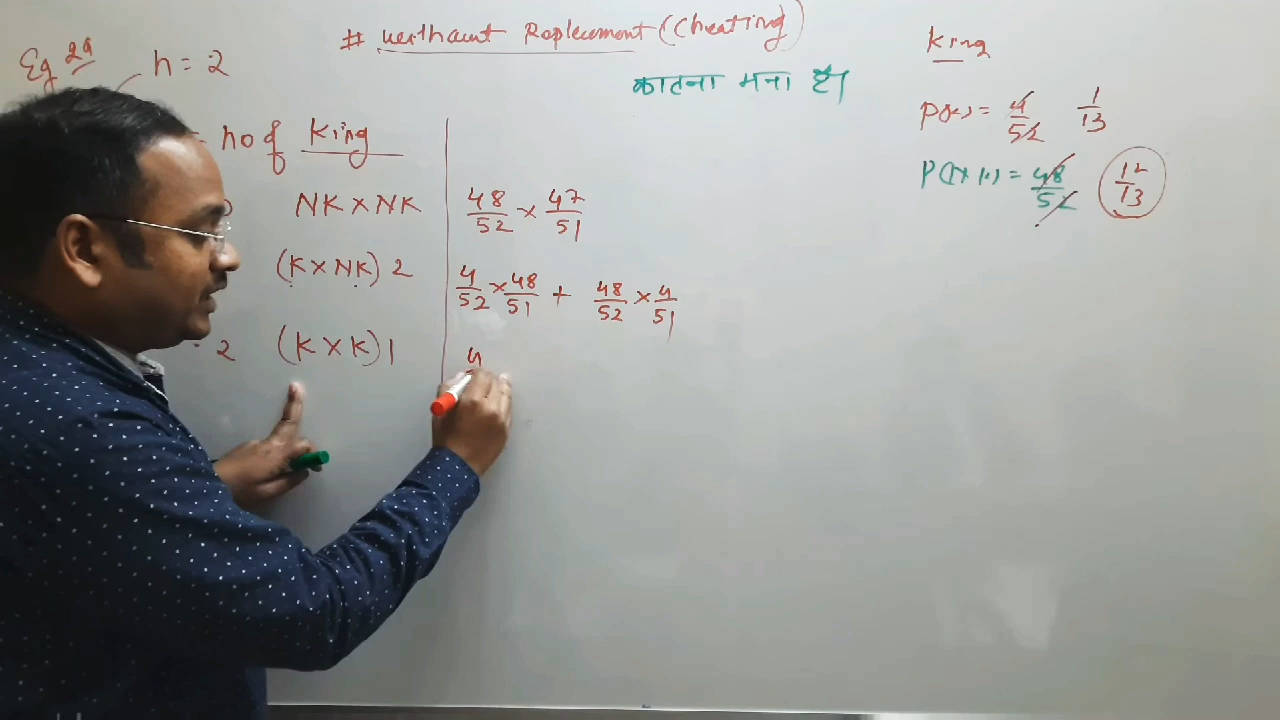 Eg 29
n = 2
# Without Replacement (Cheating)
काटना मना है।
King
P(K) = 4/52 1/13
P(NK) = 48/52 12/13
no of King
NK × NK 48/52 × 47/51
(K × NK) 2 4/52 × 48/51 + 48/52 × 4/51
2 (K × K) 1 4